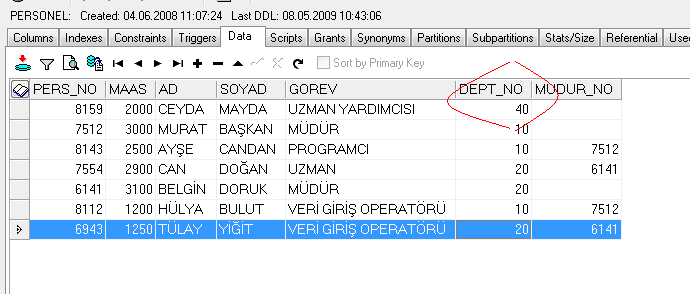 PERSONEL: Created: 04.06.2008 11:07:24 Last DDL: 08.05.2009 10:43:06
Columns Indexes Constraints Triggers Data Scripts Grants Synonyms Partitions Subpartitions Stats/Size Referential Use
Sort by Primary Key
PERS_NO MAAS AD SOYAD GOREV DEPT_NO MUDUR_NO
8159 2000 CEYDA MAYDA UZMAN YARDIMCISI 40
7512 3000 MURAT BAŞKAN MÜDÜR 10
8143 2500 AYŞE CANDAN PROGRAMCI 10 7512
7554 2900 CAN DOĞAN UZMAN 20 6141
6141 3100 BELGİN DORUK MÜDÜR 20
8112 1200 HÜLYA BULUT VERİ GİRİŞ OPERATÖRÜ 10 7512
6943 1250 TÜLAY YİĞİT VERİ GİRİŞ OPERATÖRÜ 20 6141